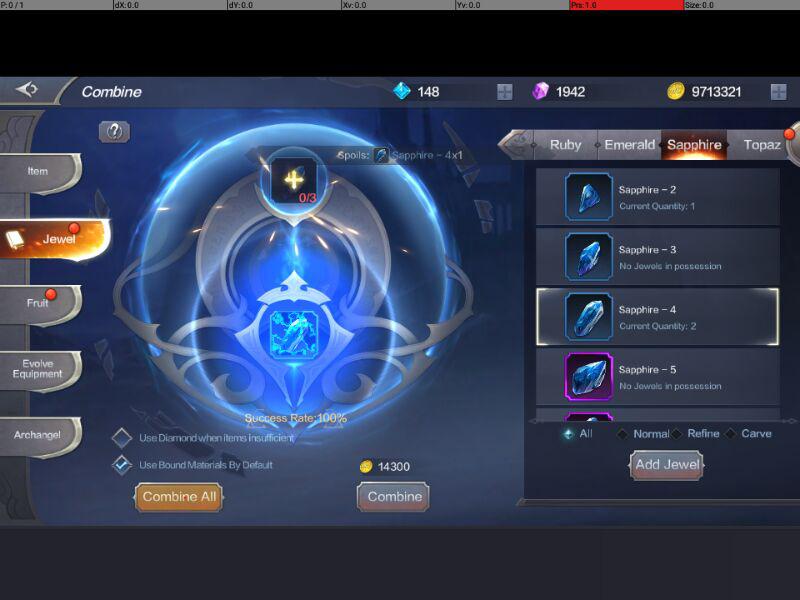 P: 0 / 1
dX: 0.0
dY: 0.0
Xv: 0.0
Yv: 0.0
Prs: 1.0
Size: 0.0
Combine
148
1942
9713321
Item
Jewel
Fruit
Evolve
Equipment
Archangel
Spoils: Sapphire - 4x1
0/3
Success Rate:100%
Use Diamond when items insufficient
Use Bound Materials By Default
14300
Combine All
Combine
Ruby
Emerald
Sapphire
Topaz
Sapphire - 2
Current Quantity: 1
Sapphire - 3
No Jewels in possession
Sapphire - 4
Current Quantity: 2
Sapphire - 5
No Jewels in possession
All
Normal
Refine
Carve
Add Jewel